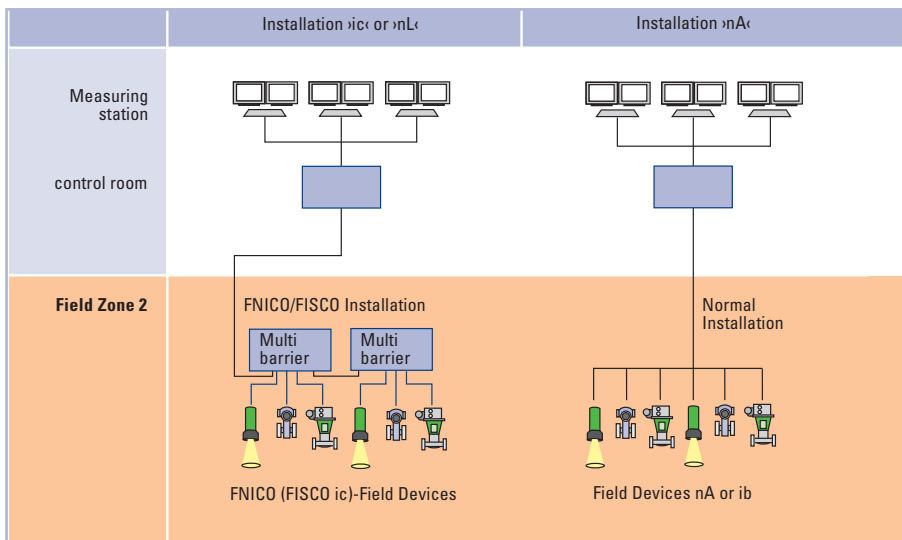 Installation ›ic‹ or ›nL‹
Installation ›nA‹
Measuring
station
control room
Field Zone 2
FNICO/FISCO Installation
Multi
barrier
Multi
barrier
FNICO (FISCO ic)-Field Devices
Normal
Installation
Field Devices nA or ib